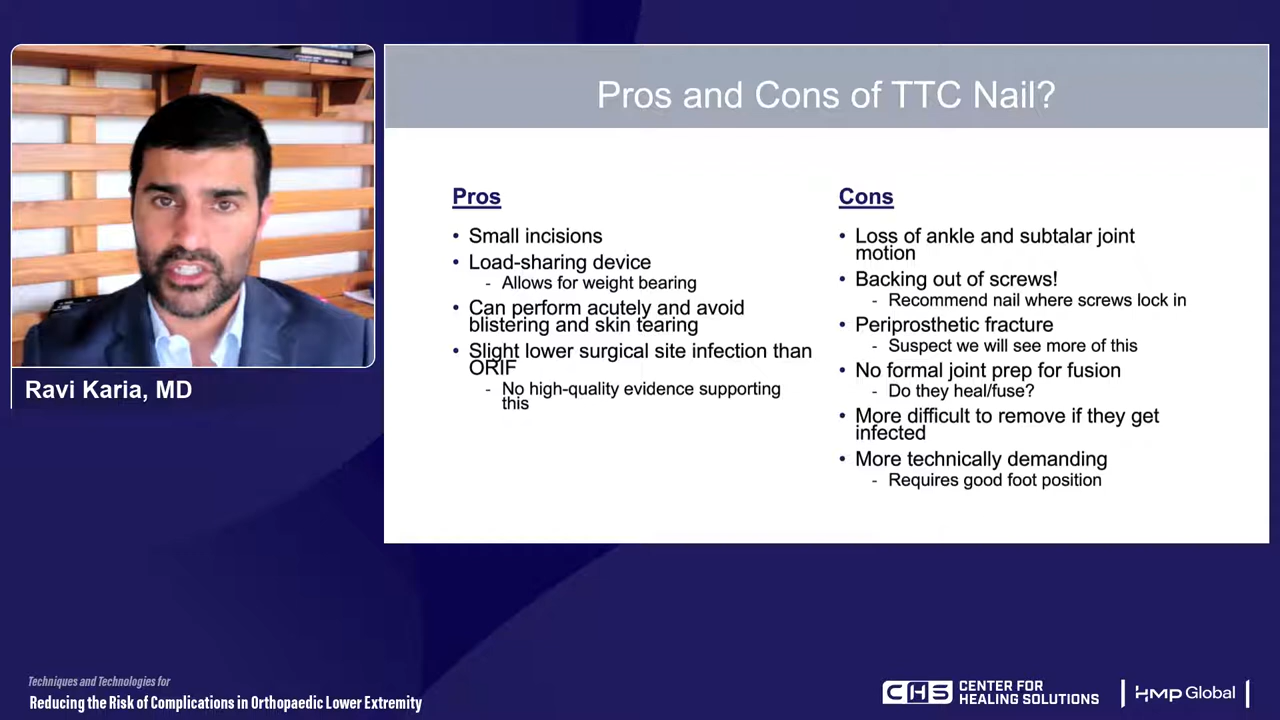 Pros and Cons of TTC Nail?
Pros
• Small incisions
• Load-sharing device
- Allows for weight bearing
• Can perform acutely and avoid
blistering and skin tearing
• Slight lower surgical site infection than
ORIF
- No high-quality evidence supporting
this
Cons
• Loss of ankle and subtalar joint
motion
• Backing out of screws!
- Recommend nail where screws lock in
• Periprosthetic fracture
- Suspect we will see more of this
• No formal joint prep for fusion
- Do they heal/fuse?
• More difficult to remove if they get
infected
• More technically demanding
- Requires good foot position
Ravi Karia, MD
Techniques and Technologies for
Reducing the Risk of Complications in Orthopaedic Lower Extremity
CHS CENTER FOR
HEALING SOLUTIONS
HMP Global